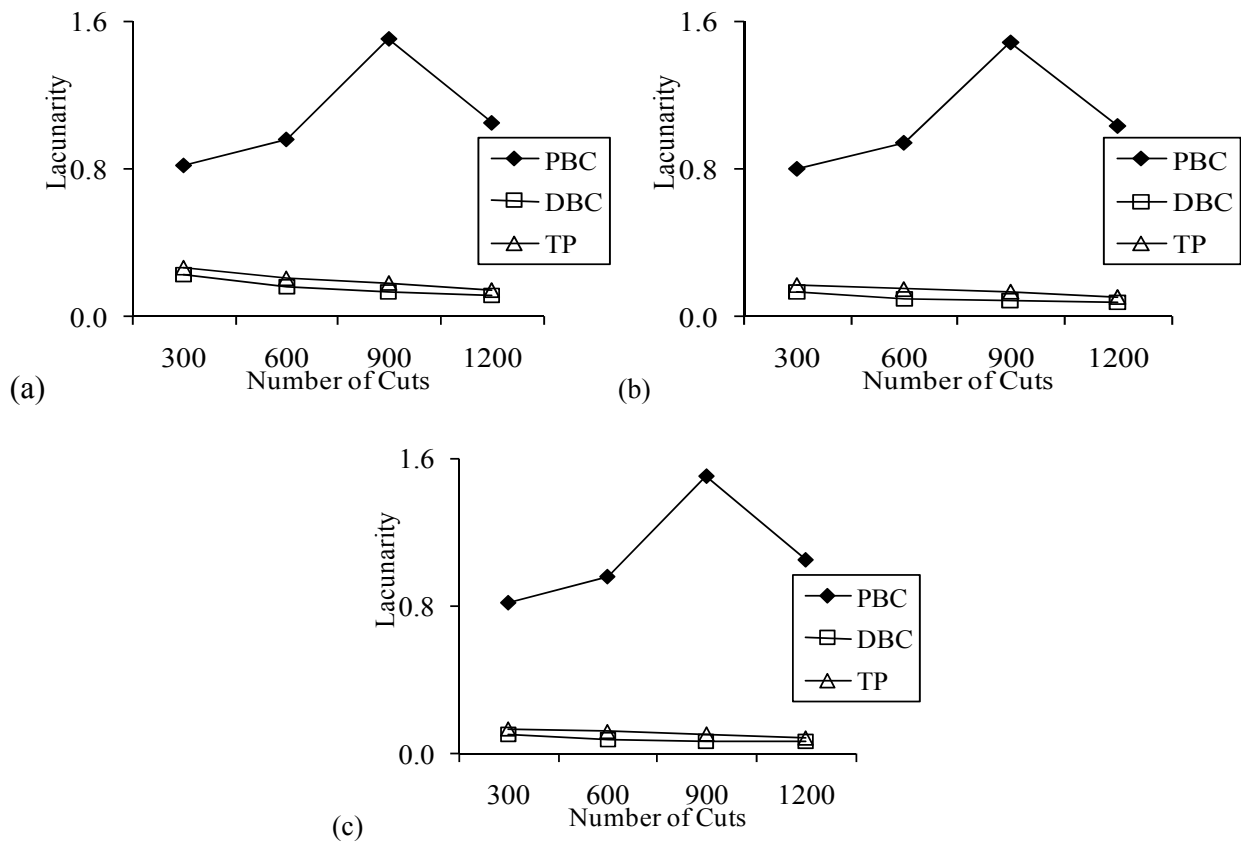 1.6
0.8
0.0
Lacunarity
300 600 900 1200
Number of Cuts
PBC
DBC
TP
(a)
1.6
0.8
0.0
Lacunarity
300 600 900 1200
Number of Cuts
PBC
DBC
TP
(b)
1.6
0.8
0.0
Lacunarity
300 600 900 1200
Number of Cuts
PBC
DBC
TP
(c)